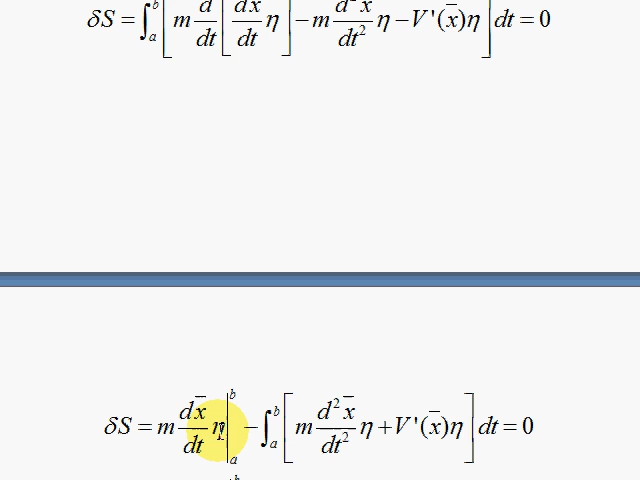 δS = ∫_a^b [ m d/dt [ dx̄/dt η ] − m d²x̄/dt² η − V'(x̄)η ] dt = 0
δS = m dx̄/dt η |_a^b − ∫_a^b [ m d²x̄/dt² η + V'(x̄)η ] dt = 0